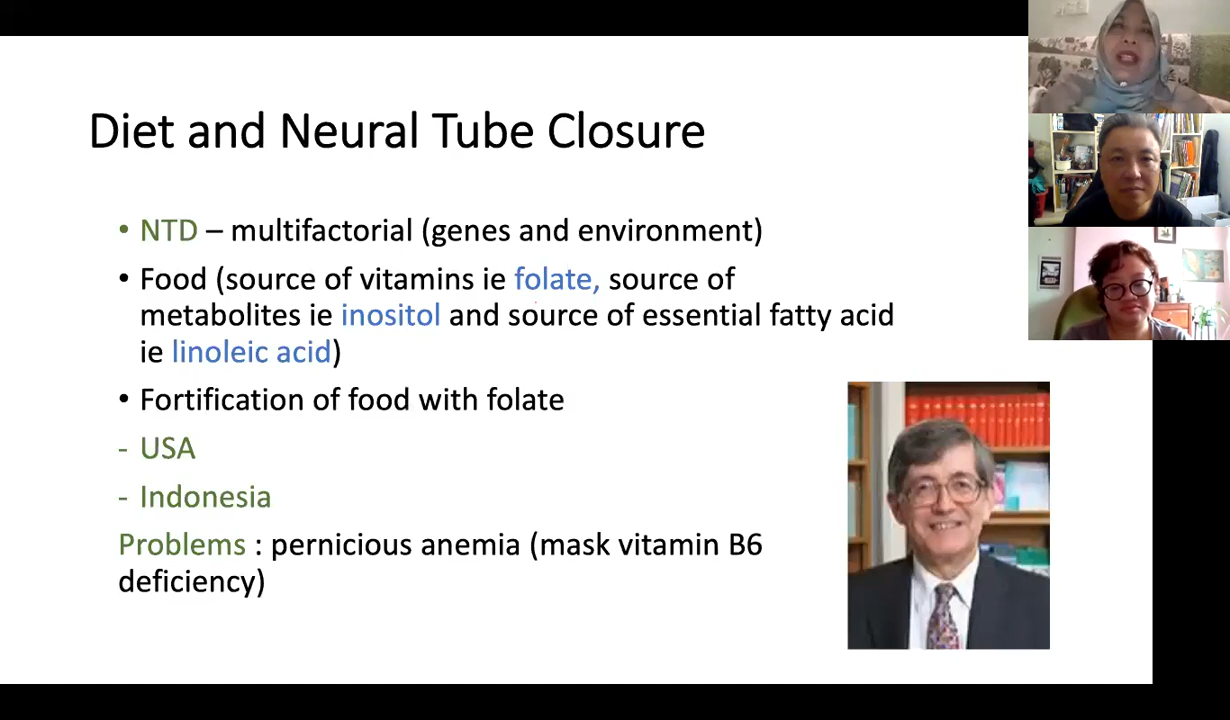 Diet and Neural Tube Closure
• NTD – multifactorial (genes and environment)
• Food (source of vitamins ie folate, source of
metabolites ie inositol and source of essential fatty acid
ie linoleic acid)
• Fortification of food with folate
- USA
- Indonesia
Problems : pernicious anemia (mask vitamin B6
deficiency)